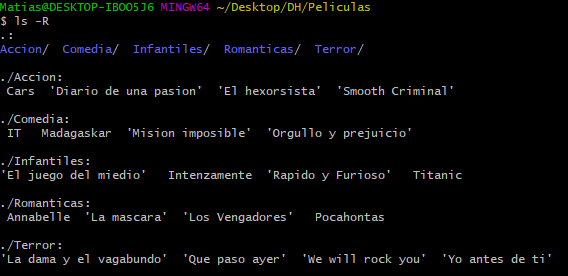 Matias@DESKTOP-IBOO5J6 MINGW64 ~/Desktop/DH/Peliculas
$ ls -R
.:
Accion/  Comedia/  Infantiles/  Romanticas/  Terror/

./Accion:
 Cars  'Diario de una pasion'  'El hexorsista'  'Smooth Criminal'

./Comedia:
 IT   Madagaskar  'Mision imposible'  'Orgullo y prejuicio'

./Infantiles:
'El juego del miedio'   Intenzamente  'Rapido y Furioso'   Titanic

./Romanticas:
 Annabelle  'La mascara'  'Los Vengadores'   Pocahontas

./Terror:
'La dama y el vagabundo'  'Que paso ayer'  'We will rock you'  'Yo antes de ti'